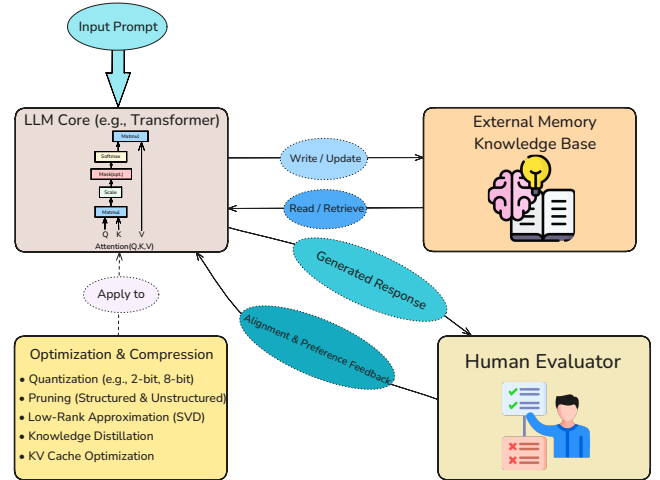 Input Prompt
LLM Core (e.g., Transformer)
Matmul
Softmax
Mask(opt.)
Scale
Matmul
Q K V
Attention(Q,K,V)
Write / Update
Read / Retrieve
External Memory
Knowledge Base
Generated Response
Alignment & Preference Feedback
Apply to
Optimization & Compression
• Quantization (e.g., 2-bit, 8-bit)
• Pruning (Structured & Unstructured)
• Low-Rank Approximation (SVD)
• Knowledge Distillation
• KV Cache Optimization
Human Evaluator